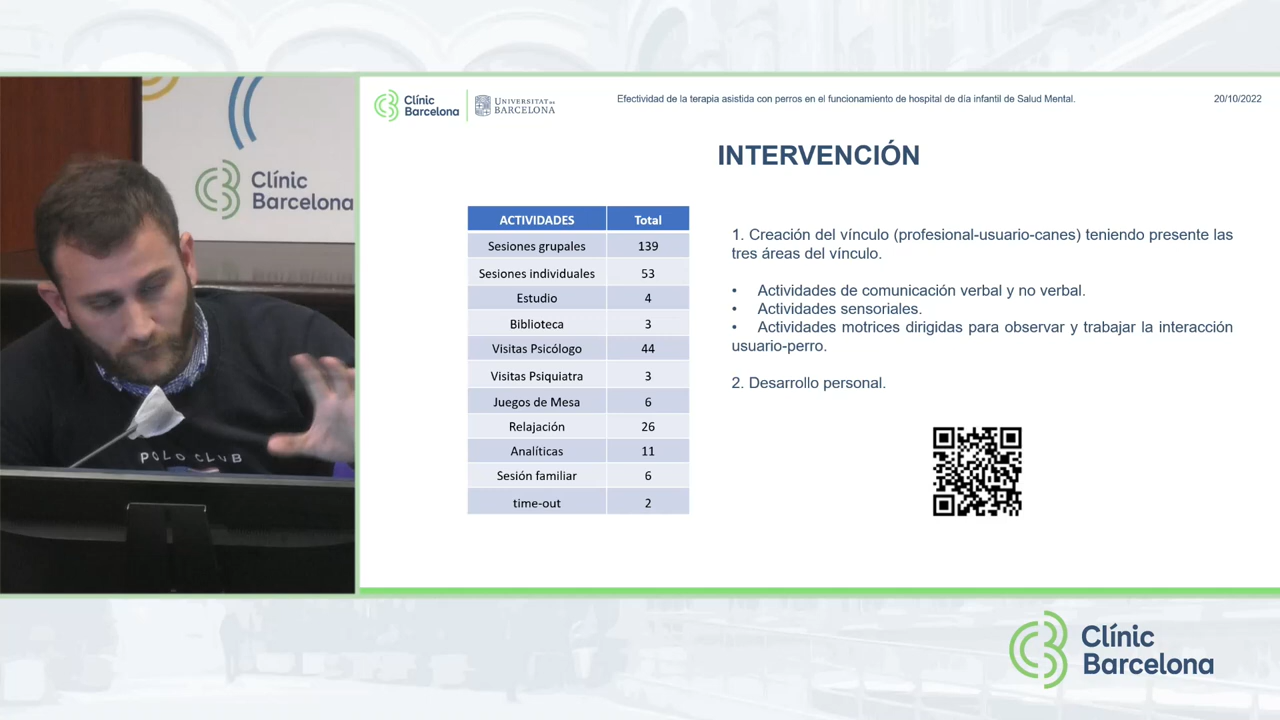 Clínic
Barcelona
POLO CLUB
Clínic
Barcelona
UNIVERSITAT DE
BARCELONA
Efectividad de la terapia asistida con perros en el funcionamiento de hospital de día infantil de Salud Mental.
20/10/2022
INTERVENCIÓN
ACTIVIDADES Total
Sesiones grupales 139
Sesiones individuales 53
Estudio 4
Biblioteca 3
Visitas Psicólogo 44
Visitas Psiquiatra 3
Juegos de Mesa 6
Relajación 26
Analíticas 11
Sesión familiar 6
time-out 2
1. Creación del vínculo (profesional-usuario-canes) teniendo presente las
tres áreas del vínculo.
• Actividades de comunicación verbal y no verbal.
• Actividades sensoriales.
• Actividades motrices dirigidas para observar y trabajar la interacción
usuario-perro.
2. Desarrollo personal.
Clínic
Barcelona